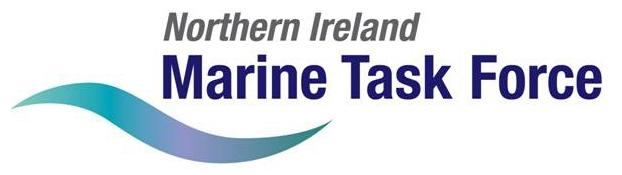 Northern Ireland
Marine Task Force